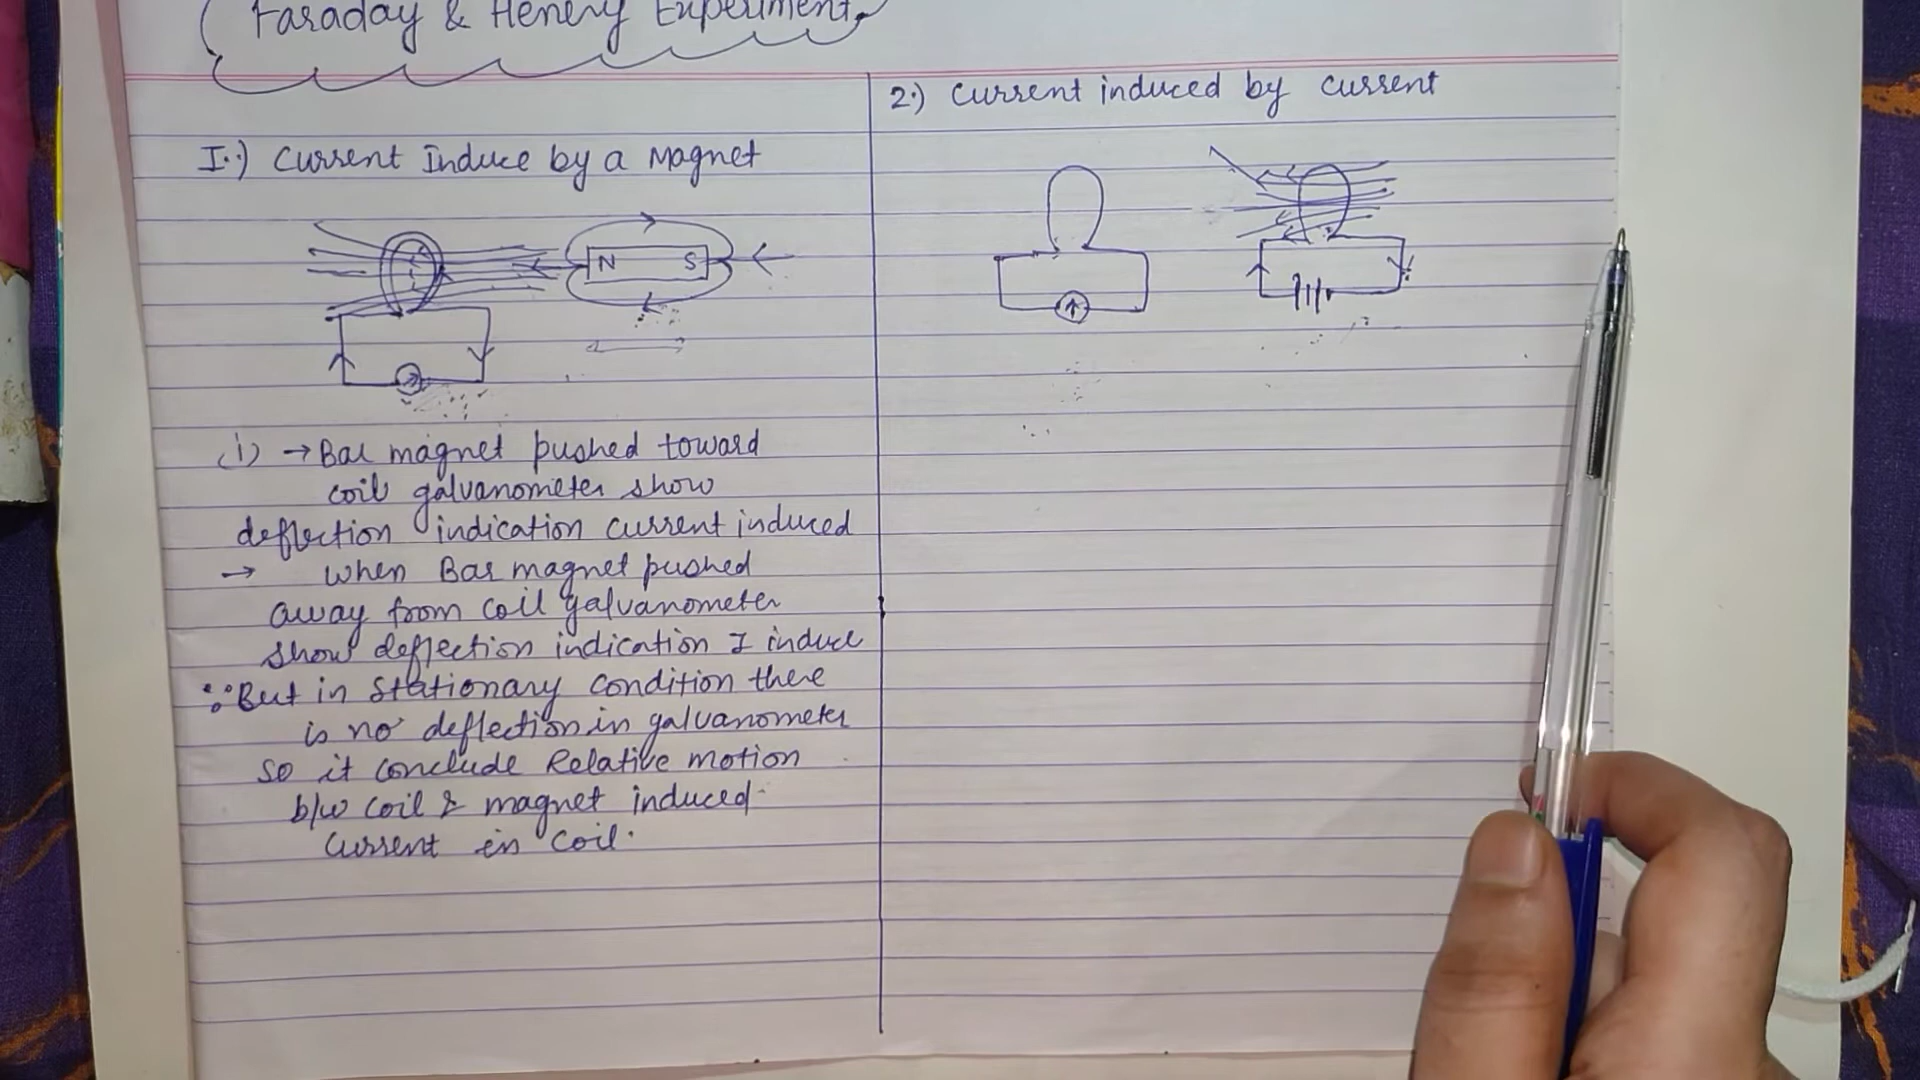 Faraday & Henery Experiment
I.) Current Induce by a Magnet
N S
(i) → Bar magnet pushed toward
coil galvanometer show
deflection indication current induced
→ when Bar magnet pushed
away from coil galvanometer
show deflection indication I induce
But in Stationary Condition there
is no deflection in galvanometer
so it conclude Relative motion
b/w coil & magnet induced
Current in coil.
2.) Current induced by current